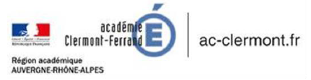 académie
Clermont-Ferrand
É
ac-clermont.fr
Région académique
AUVERGNE-RHÔNE-ALPES